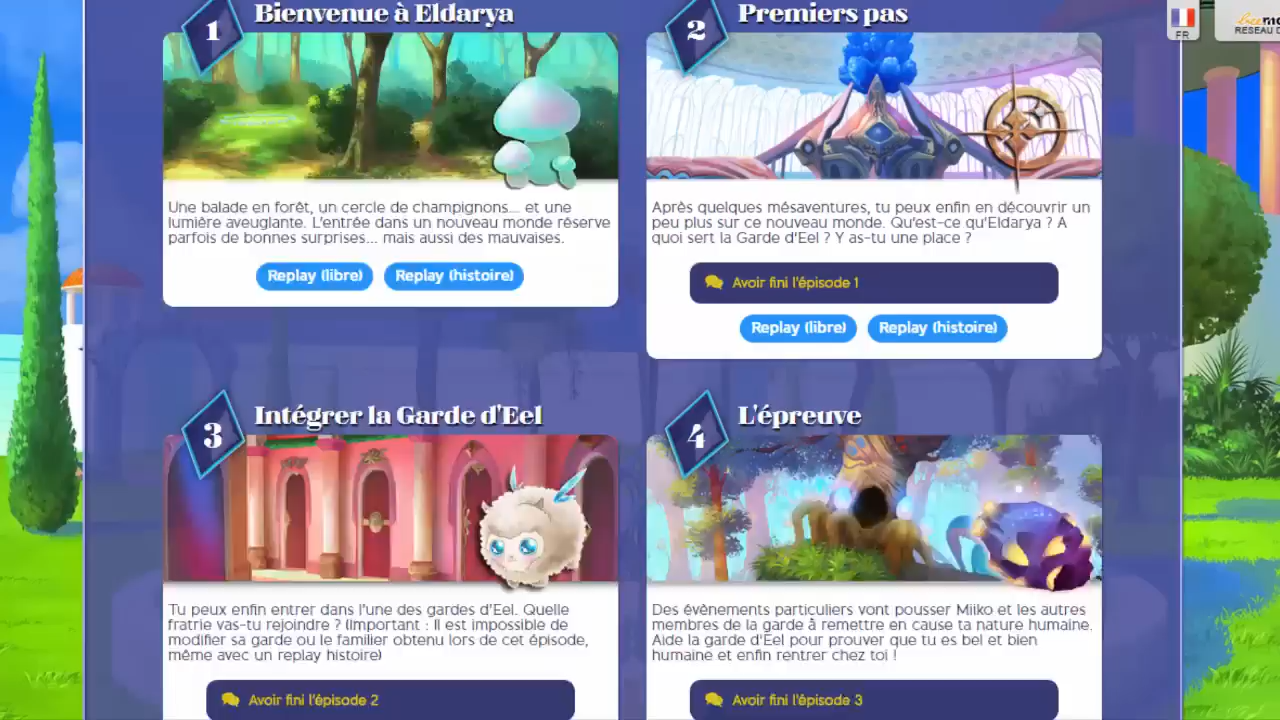 1
Bienvenue à Eldarya
2
Premiers pas
FR
RESEAU D
Une balade en forêt, un cercle de champignons... et une
lumière aveuglante. L'entrée dans un nouveau monde réserve
parfois de bonnes surprises... mais aussi des mauvaises.
Replay (libre)
Replay (histoire)
Après quelques mésaventures, tu peux enfin en découvrir un
peu plus sur ce nouveau monde. Qu'est-ce qu'Eldarya ? A
quoi sert la Garde d'Eel ? Y as-tu une place ?
Avoir fini l'épisode 1
Replay (libre)
Replay (histoire)
3
Intégrer la Garde d'Eel
4
L'épreuve
Tu peux enfin entrer dans l'une des gardes d'Eel. Quelle
fratrie vas-tu rejoindre ? (Important : Il est impossible de
modifier sa garde ou le familier obtenu lors de cet épisode,
même avec un replay histoire)
Avoir fini l'épisode 2
Des évènements particuliers vont pousser Miiko et les autres
membres de la garde à remettre en cause ta nature humaine.
Aide la garde d'Eel pour prouver que tu es bel et bien
humaine et enfin rentrer chez toi !
Avoir fini l'épisode 3